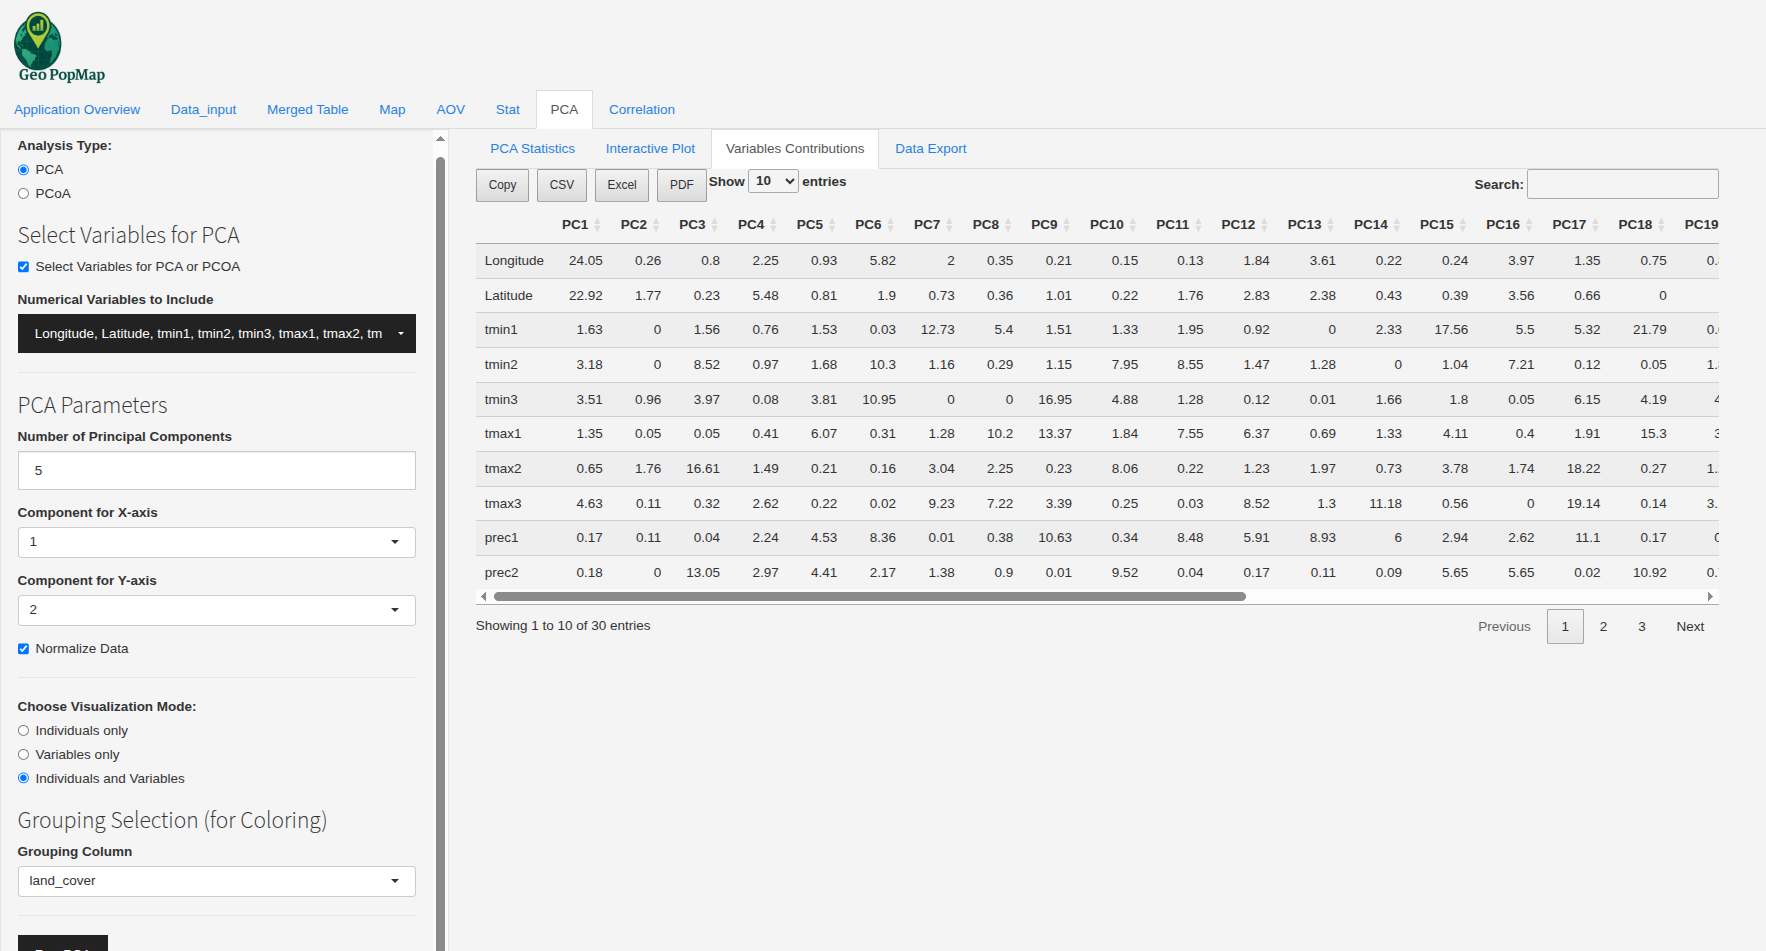 Geo PopMap
Application Overview Data_input Merged Table Map AOV Stat PCA Correlation
Analysis Type:
PCA
PCoA
Select Variables for PCA
Select Variables for PCA or PCOA
Numerical Variables to Include
Longitude, Latitude, tmin1, tmin2, tmin3, tmax1, tmax2, tm
PCA Parameters
Number of Principal Components
5
Component for X-axis
1
Component for Y-axis
2
Normalize Data
Choose Visualization Mode:
Individuals only
Variables only
Individuals and Variables
Grouping Selection (for Coloring)
Grouping Column
land_cover
PCA Statistics Interactive Plot Variables Contributions Data Export
Copy CSV Excel PDF Show 10 entries Search:
PC1 PC2 PC3 PC4 PC5 PC6 PC7 PC8 PC9 PC10 PC11 PC12 PC13 PC14 PC15 PC16 PC17 PC18 PC19
Longitude 24.05 0.26 0.8 2.25 0.93 5.82 2 0.35 0.21 0.15 0.13 1.84 3.61 0.22 0.24 3.97 1.35 0.75 0.
Latitude 22.92 1.77 0.23 5.48 0.81 1.9 0.73 0.36 1.01 0.22 1.76 2.83 2.38 0.43 0.39 3.56 0.66 0
tmin1 1.63 0 1.56 0.76 1.53 0.03 12.73 5.4 1.51 1.33 1.95 0.92 0 2.33 17.56 5.5 5.32 21.79 0.
tmin2 3.18 0 8.52 0.97 1.68 10.3 1.16 0.29 1.15 7.95 8.55 1.47 1.28 0 1.04 7.21 0.12 0.05 1.
tmin3 3.51 0.96 3.97 0.08 3.81 10.95 0 0 16.95 4.88 1.28 0.12 0.01 1.66 1.8 0.05 6.15 4.19
tmax1 1.35 0.05 0.05 0.41 6.07 0.31 1.28 10.2 13.37 1.84 7.55 6.37 0.69 1.33 4.11 0.4 1.91 15.3
tmax2 0.65 1.76 16.61 1.49 0.21 0.16 3.04 2.25 0.23 8.06 0.22 1.23 1.97 0.73 3.78 1.74 18.22 0.27 1.
tmax3 4.63 0.11 0.32 2.62 0.22 0.02 9.23 7.22 3.39 0.25 0.03 8.52 1.3 11.18 0.56 0 19.14 0.14 3.
prec1 0.17 0.11 0.04 2.24 4.53 8.36 0.01 0.38 10.63 0.34 8.48 5.91 8.93 6 2.94 2.62 11.1 0.17
prec2 0.18 0 13.05 2.97 4.41 2.17 1.38 0.9 0.01 9.52 0.04 0.17 0.11 0.09 5.65 5.65 0.02 10.92 0.
Showing 1 to 10 of 30 entries Previous 1 2 3 Next